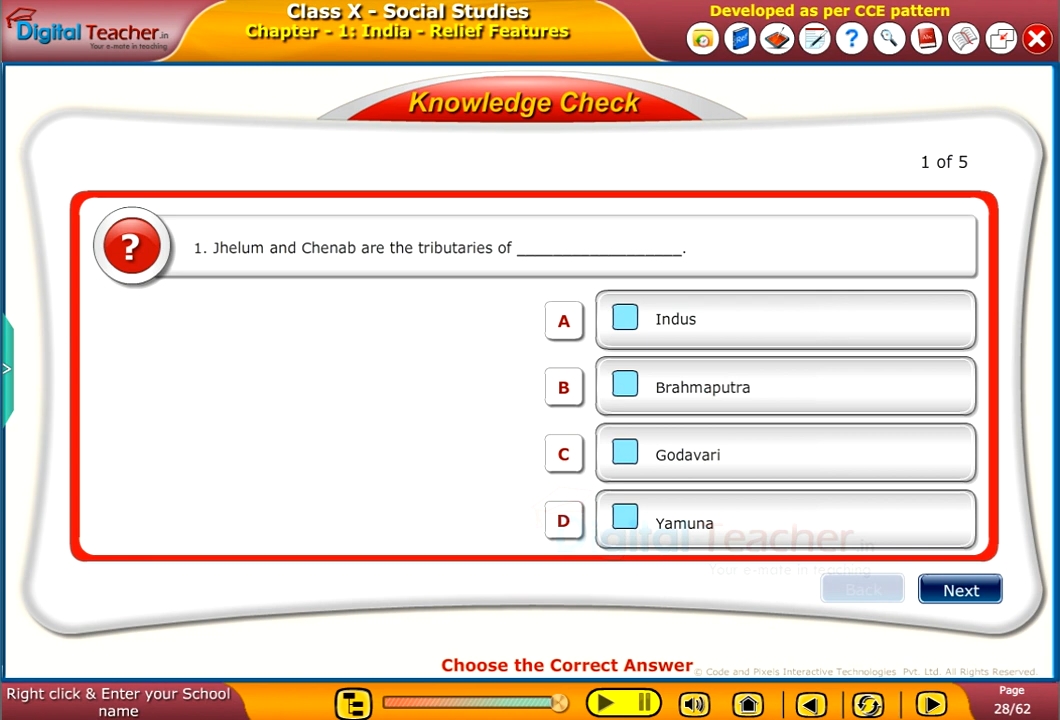 Digital Teacher.in
Your e-mate in teaching
Class X - Social Studies
Chapter - 1: India - Relief Features
Developed as per CCE pattern
Knowledge Check
1 of 5
?
1. Jhelum and Chenab are the tributaries of ___________________.
A Indus
B Brahmaputra
C Godavari
D Yamuna
Digital Teacher.in
Your e-mate in teaching
Back
Next
Choose the Correct Answer
© Code and Pixels Interactive Technologies Pvt. Ltd. All Rights Reserved.
Right click & Enter your School
name
Page
28/62